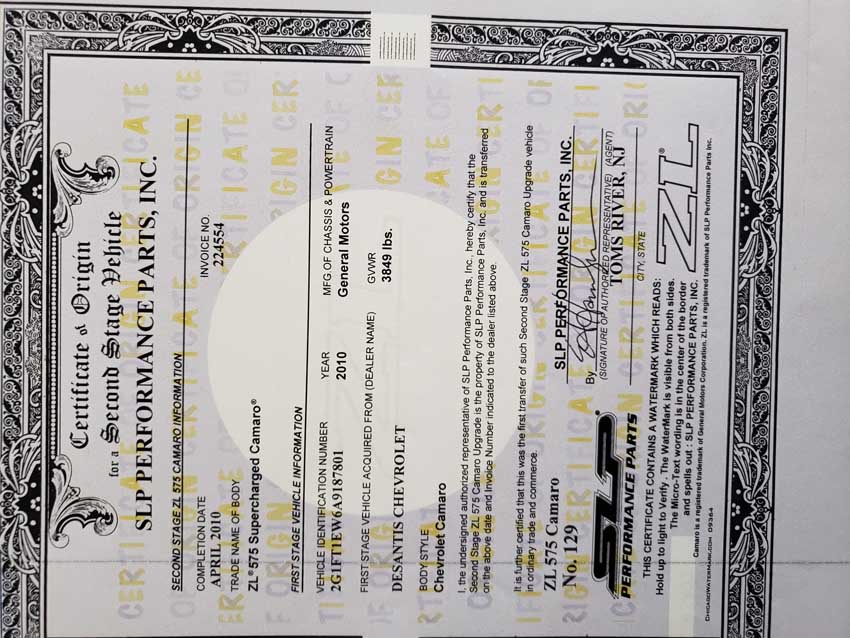 Certificate of Origin
for a Second Stage Vehicle
SLP PERFORMANCE PARTS, INC.
SECOND STAGE ZL 575 CAMARO INFORMATION
COMPLETION DATE INVOICE NO.
APRIL 2010 224554
TRADE NAME OF BODY
ZL® 575 Supercharged Camaro®
FIRST STAGE VEHICLE INFORMATION
VEHICLE IDENTIFICATION NUMBER YEAR MFG.OF CHASSIS & POWERTRAIN
2G1FT1EW6A9187801 2010 General Motors
FIRST STAGE VEHICLE ACQUIRED FROM (DEALER NAME) GVWR
DESANTIS CHEVROLET 3849 lbs.
BODY STYLE
Chevrolet Camaro
I, the undersigned authorized representative of SLP Performance Parts, Inc., hereby certify that the
Second Stage ZL 575 Camaro Upgrade is the property of SLP Performance Parts, Inc. and is transferred
on the above date and Invoice Number indicated to the dealer listed above.
It is further certified that this was the first transfer of such Second Stage ZL 575 Camaro Upgrade vehicle
in ordinary trade and commerce.
ZL 575 Camaro
No. 129
SLP PERFORMANCE PARTS, INC.
By
(SIGNATURE OF AUTHORIZED REPRESENTATIVE) (AGENT)
TOMS RIVER, NJ
CITY, STATE
SLP
PERFORMANCE PARTS
ZL®
THIS CERTIFICATE CONTAINS A WATERMARK WHICH READS:
Hold up to light to Verify. The WaterMark is visible from both sides.
The Micro-Text wording is in the center of the border
and spells out : SLP PERFORMANCE PARTS, INC.
Camaro is a registered trademark of General Motors Corporation. ZL is a registered trademark of SLP Performance Parts Inc.
CHICAGOWATERMARK.COM 09364